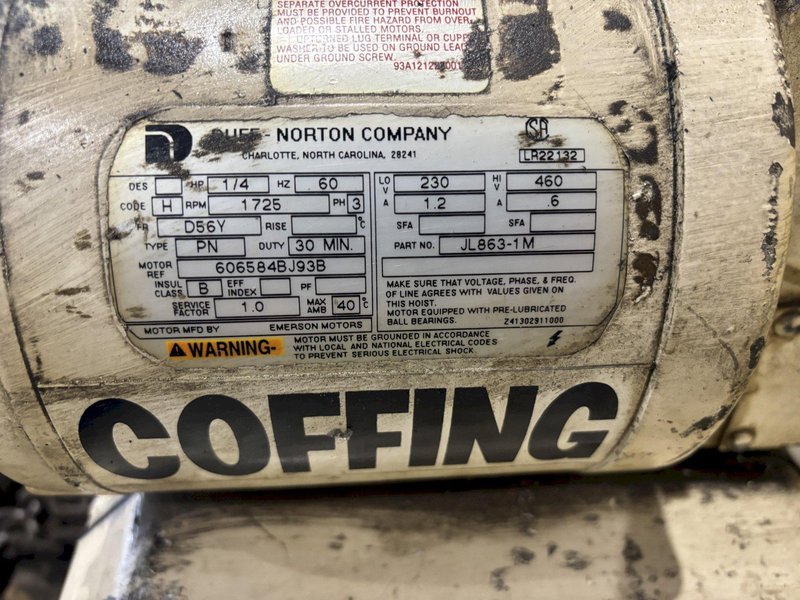 SEPARATE OVERCURRENT PROTECTION
MUST BE PROVIDED TO PREVENT BURNOUT
AND POSSIBLE FIRE HAZARD FROM OVER-
LOADED OR STALLED MOTORS.
LUG TERMINAL OR
WASHER TO BE USED ON GROUND LEAD
UNDER GROUND SCREW.
- NORTON COMPANY
CHARLOTTE, NORTH CAROLINA, 28241
LR22132
DES HP 1/4 HZ 60
CODE H RPM 1725 PH 3
FR D56Y RISE °C
TYPE PN DUTY 30 MIN.
MOTOR REF 606584BJ93B
INSUL CLASS B EFF INDEX PF
SERVICE FACTOR 1.0 MAX AMB 40 °C
MOTOR MFD BY EMERSON MOTORS
LO V 230 HI V 460
A 1.2 A .6
SFA SFA
PART NO. JL863-1M
MAKE SURE THAT VOLTAGE, PHASE, & FREQ.
OF LINE AGREES WITH VALUES GIVEN ON
THIS HOIST.
MOTOR EQUIPPED WITH PRE-LUBRICATED
BALL BEARINGS. Z41302911000
WARNING- MOTOR MUST BE GROUNDED IN ACCORDANCE
WITH LOCAL AND NATIONAL ELECTRICAL CODES
TO PREVENT SERIOUS ELECTRICAL SHOCK.
COFFING